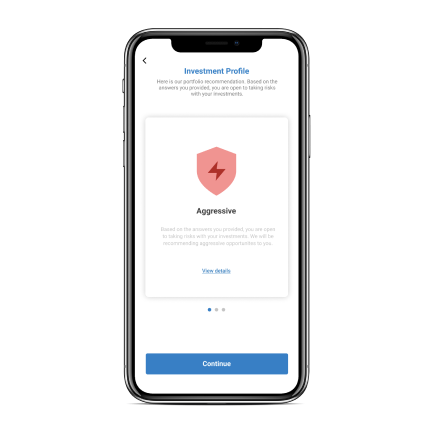 Investment Profile
Here is our portfolio recommendation. Based on the
answers you provided, you are open to taking risks
with your investments.
Aggressive
Based on the answers you provided, you are open
to taking risks with your investments. We will be
recommending aggressive opportunities to you.
View details
Continue